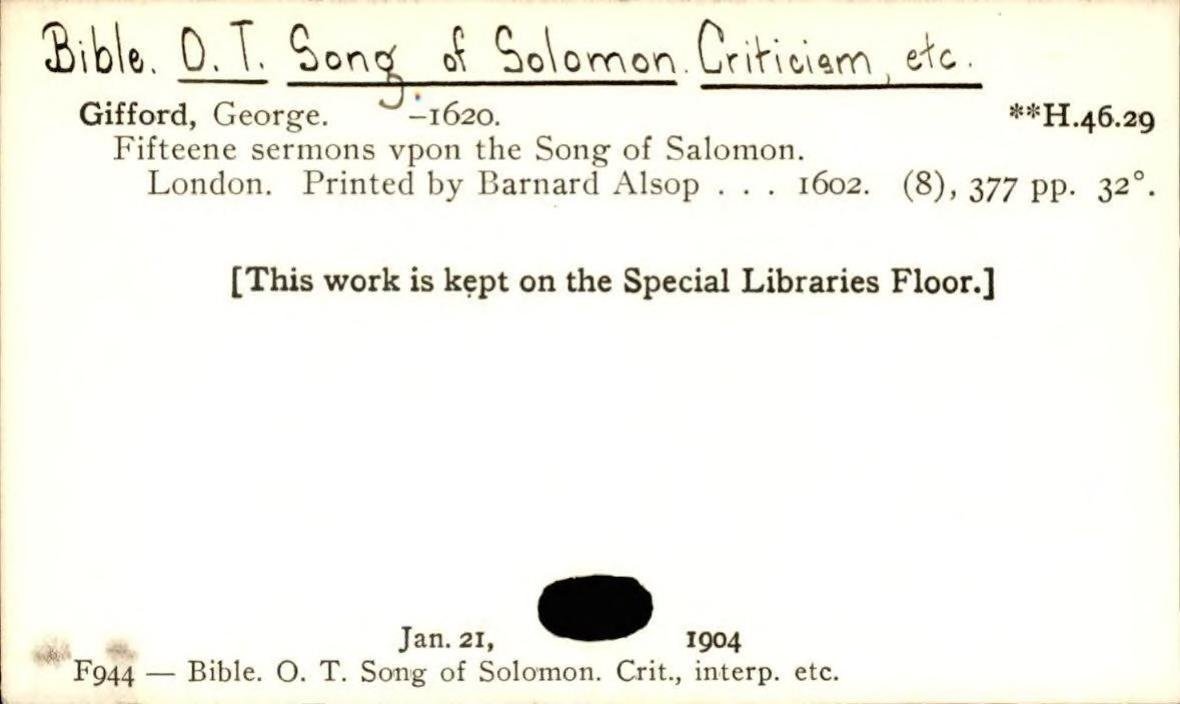 Bible. O. T. Song of Solomon. Criticism, etc.
Gifford, George. –1620. **H.46.29
Fifteene sermons vpon the Song of Salomon.
London. Printed by Barnard Alsop . . . 1602. (8), 377 pp. 32°.
[This work is kept on the Special Libraries Floor.]
Jan. 21, 1904
F944 — Bible. O. T. Song of Solomon. Crit., interp. etc.